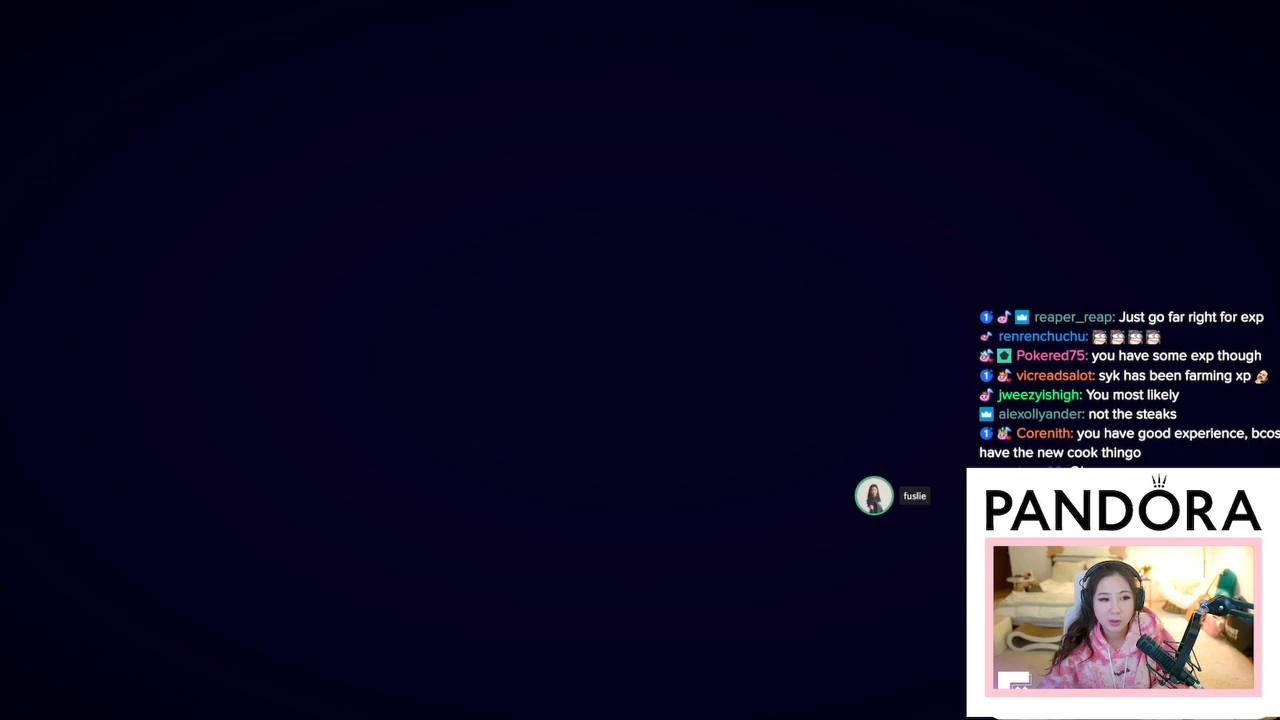 reaper_reap: Just go far right for exp
renrenchuchu:
Pokered75: you have some exp though
vicreadsalot: syk has been farming xp
jweezyishigh: You most likely
alexollyander: not the steaks
Corenith: you have good experience, bcos
have the new cook thingo
fuslie
PANDORA